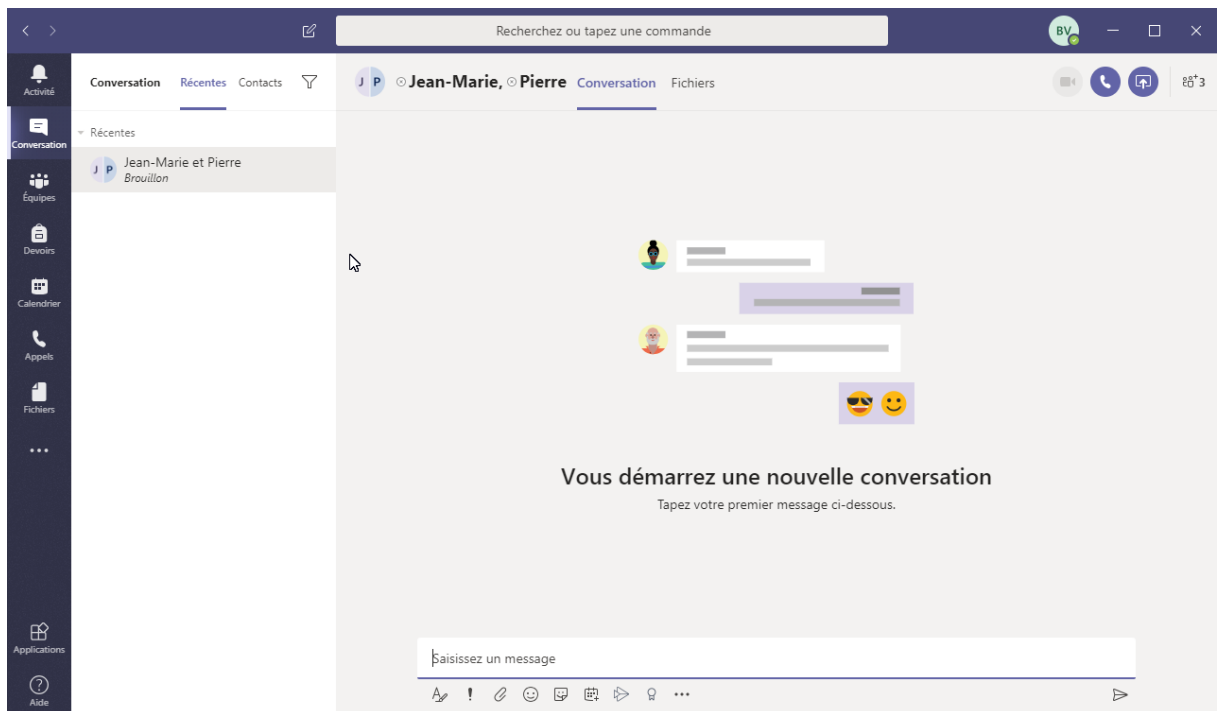 Recherchez ou tapez une commande
BV
Activité
Conversation
Équipes
Devoirs
Calendrier
Appels
Fichiers
Applications
Aide
Conversation Récentes Contacts
Récentes
J P
Jean-Marie et Pierre
Brouillon
J P Jean-Marie, Pierre Conversation Fichiers
3
Vous démarrez une nouvelle conversation
Tapez votre premier message ci-dessous.
Saisissez un message